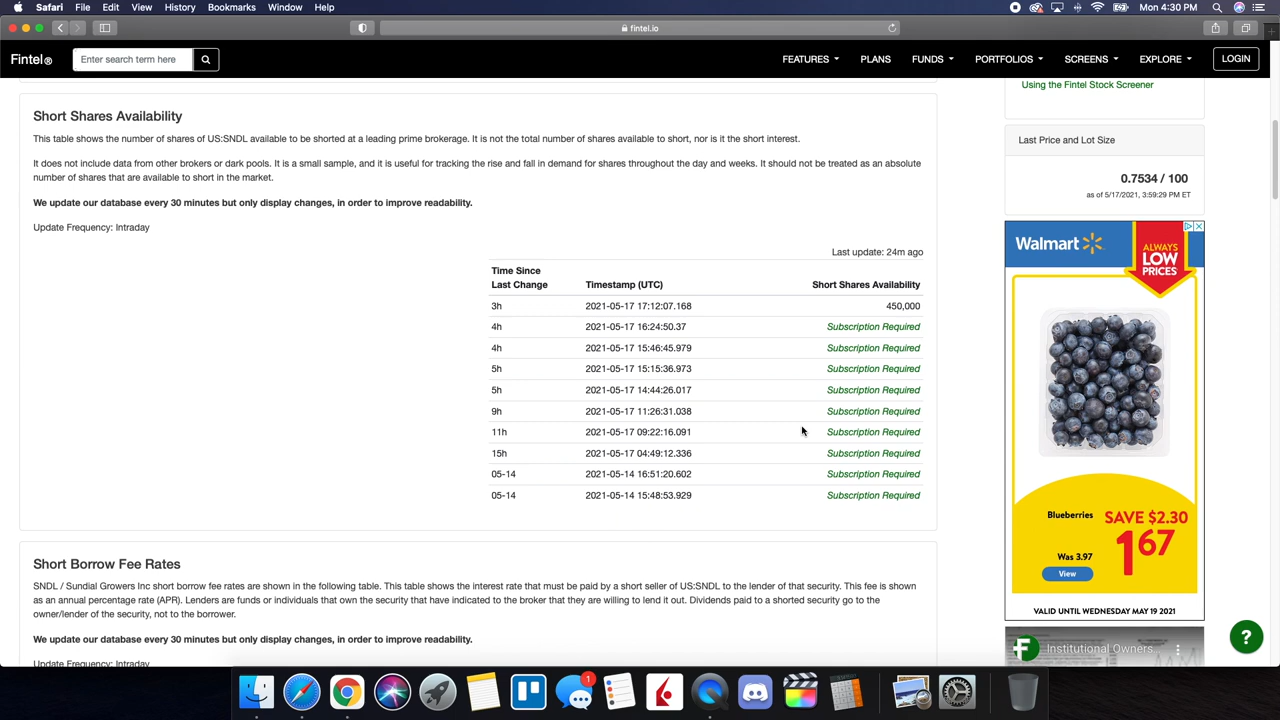 Safari File Edit View History Bookmarks Window Help
Mon 4:30 PM
fintel.io
Fintel
Enter search term here
FEATURES PLANS FUNDS PORTFOLIOS SCREENS EXPLORE LOGIN
Using the Fintel Stock Screener
Short Shares Availability
This table shows the number of shares of US:SNDL available to be shorted at a leading prime brokerage. It is not the total number of shares available to short, nor is it the short interest.
It does not include data from other brokers or dark pools. It is a small sample, and it is useful for tracking the rise and fall in demand for shares throughout the day and weeks. It should not be treated as an absolute
number of shares that are available to short in the market.
We update our database every 30 minutes but only display changes, in order to improve readability.
Update Frequency: Intraday
Last update: 24m ago
Time Since
Last Change Timestamp (UTC) Short Shares Availability
3h 2021-05-17 17:12:07.168 450,000
4h 2021-05-17 16:24:50.37 Subscription Required
4h 2021-05-17 15:46:45.979 Subscription Required
5h 2021-05-17 15:15:36.973 Subscription Required
5h 2021-05-17 14:44:26.017 Subscription Required
9h 2021-05-17 11:26:31.038 Subscription Required
11h 2021-05-17 09:22:16.091 Subscription Required
15h 2021-05-17 04:49:12.336 Subscription Required
05-14 2021-05-14 16:51:20.602 Subscription Required
05-14 2021-05-14 15:48:53.929 Subscription Required
Short Borrow Fee Rates
SNDL / Sundial Growers Inc short borrow fee rates are shown in the following table. This table shows the interest rate that must be paid by a short seller of US:SNDL to the lender of that security. This fee is shown
as an annual percentage rate (APR). Lenders are funds or individuals that own the security that have indicated to the broker that they are willing to lend it out. Dividends paid to a shorted security go to the
owner/lender of the security, not to the borrower.
We update our database every 30 minutes but only display changes, in order to improve readability.
Update Frequency: Intraday
Last Price and Lot Size
0.7534 / 100
as of 5/17/2021, 3:59:29 PM ET
Walmart
ALWAYS
LOW
PRICES
Blueberries SAVE $2.30
Was 3.97
1 67
View
VALID UNTIL WEDNESDAY MAY 19 2021
F
Institutional Owners...
?
1